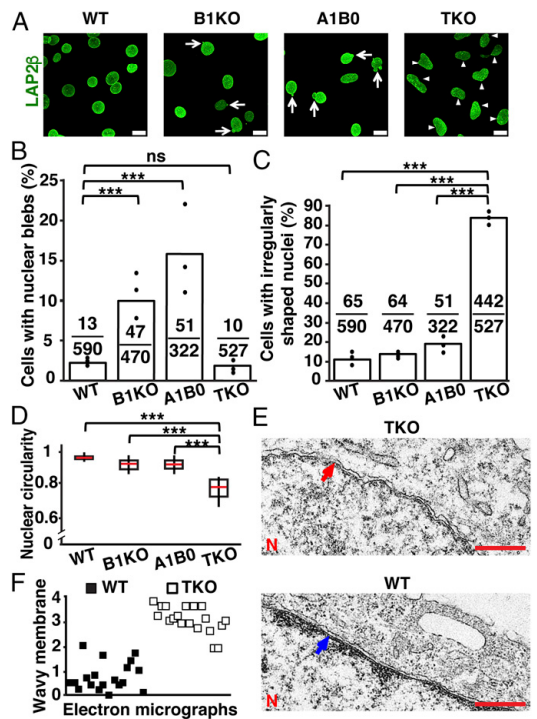 A WT B1KO A1B0 TKO
LAP2β
B
Cells with nuclear blebs (%)
ns
***
***
25
20
15
10
5
0
13
590
47
470
51
322
10
527
WT B1KO A1B0 TKO
C
Cells with irregularly
shaped nuclei (%)
***
***
***
90
80
70
60
50
40
30
20
10
0
65
590
64
470
51
322
442
527
WT B1KO A1B0 TKO
D
Nuclear circularity
***
***
***
1
0.8
0.6
0
WT B1KO A1B0 TKO
E
TKO
N
WT
N
F
WT TKO
Wavy membrane
4
3
2
1
0
Electron micrographs